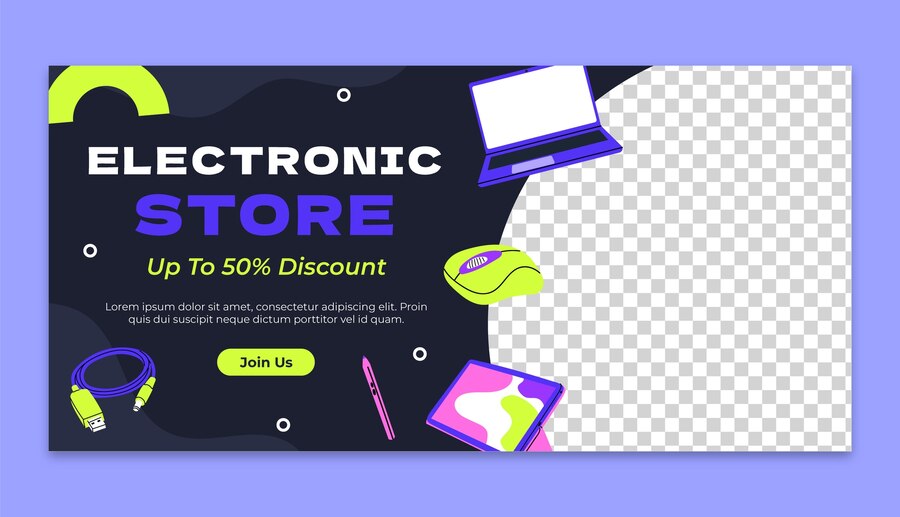 ELECTRONIC
STORE
Up To 50% Discount
Lorem ipsum dolor sit amet, consectetur adipiscing elit. Proin
quis dui suscipit neque dictum porttitor vel id quam.
Join Us